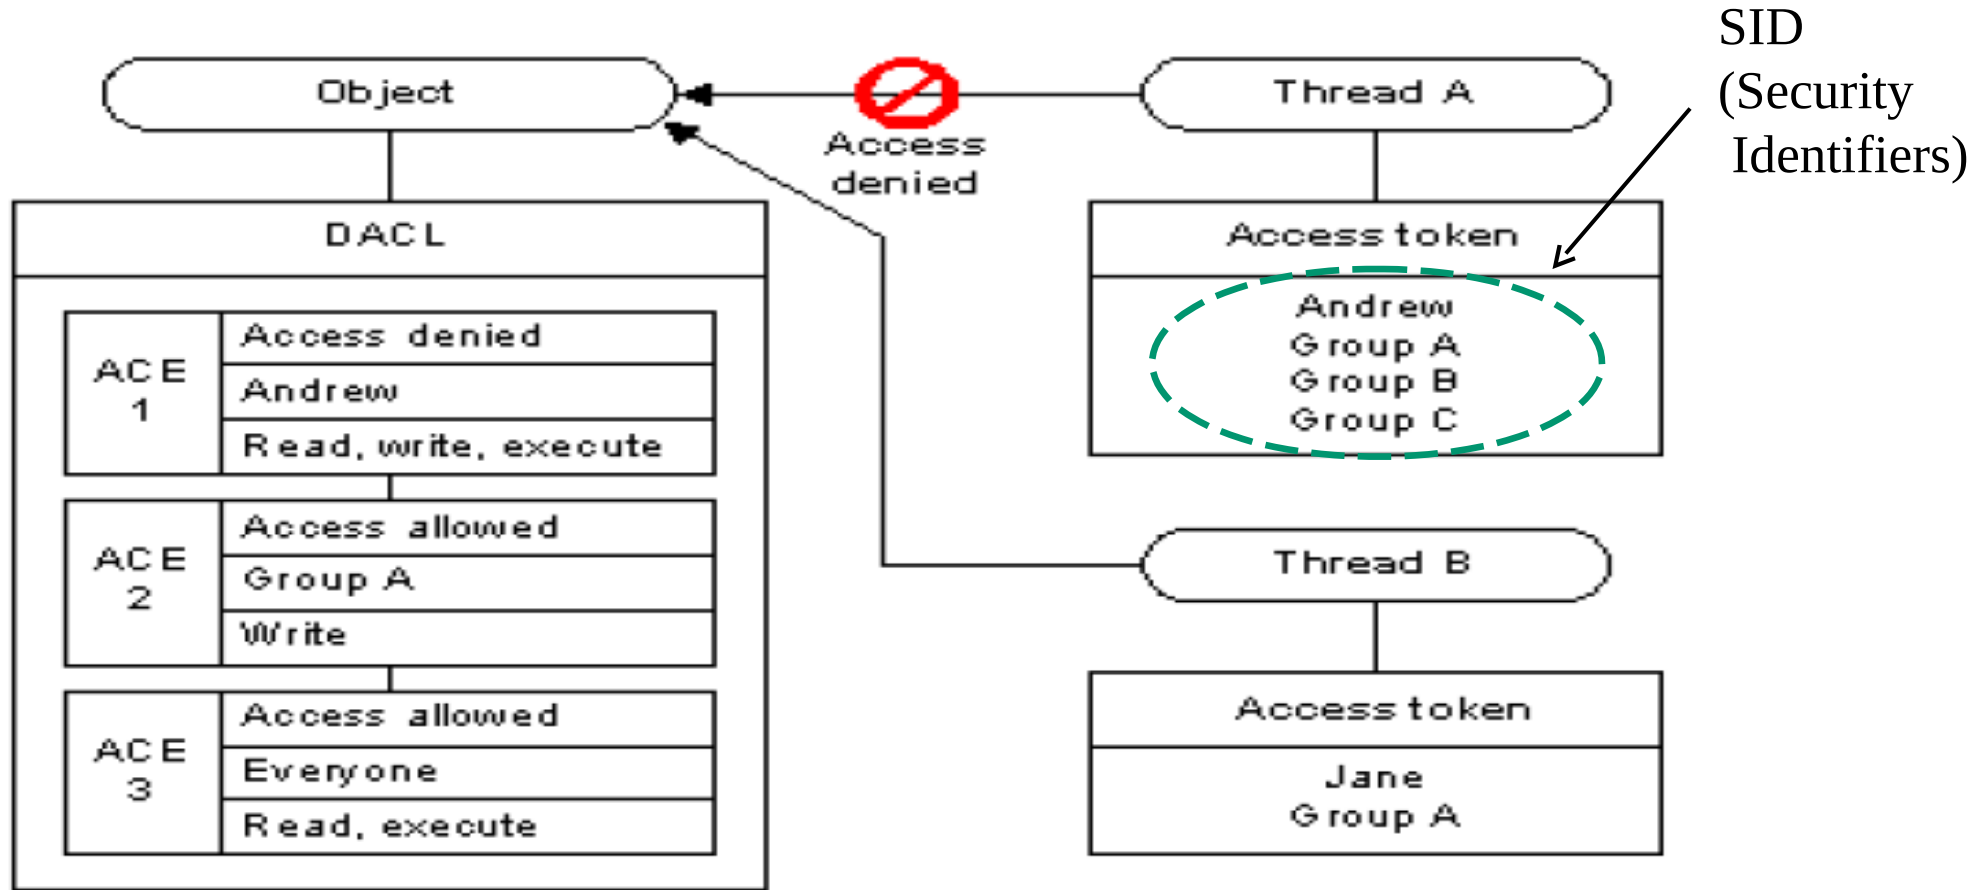 SID
(Security
Identifiers)
Object
Thread A
Access
denied
DACL
Access token
ACE
1
Access denied
Andrew
Read, write, execute
Andrew
Group A
Group B
Group C
ACE
2
Access allowed
Group A
Write
Thread B
ACE
3
Access allowed
Everyone
Read, execute
Access token
Jane
Group A